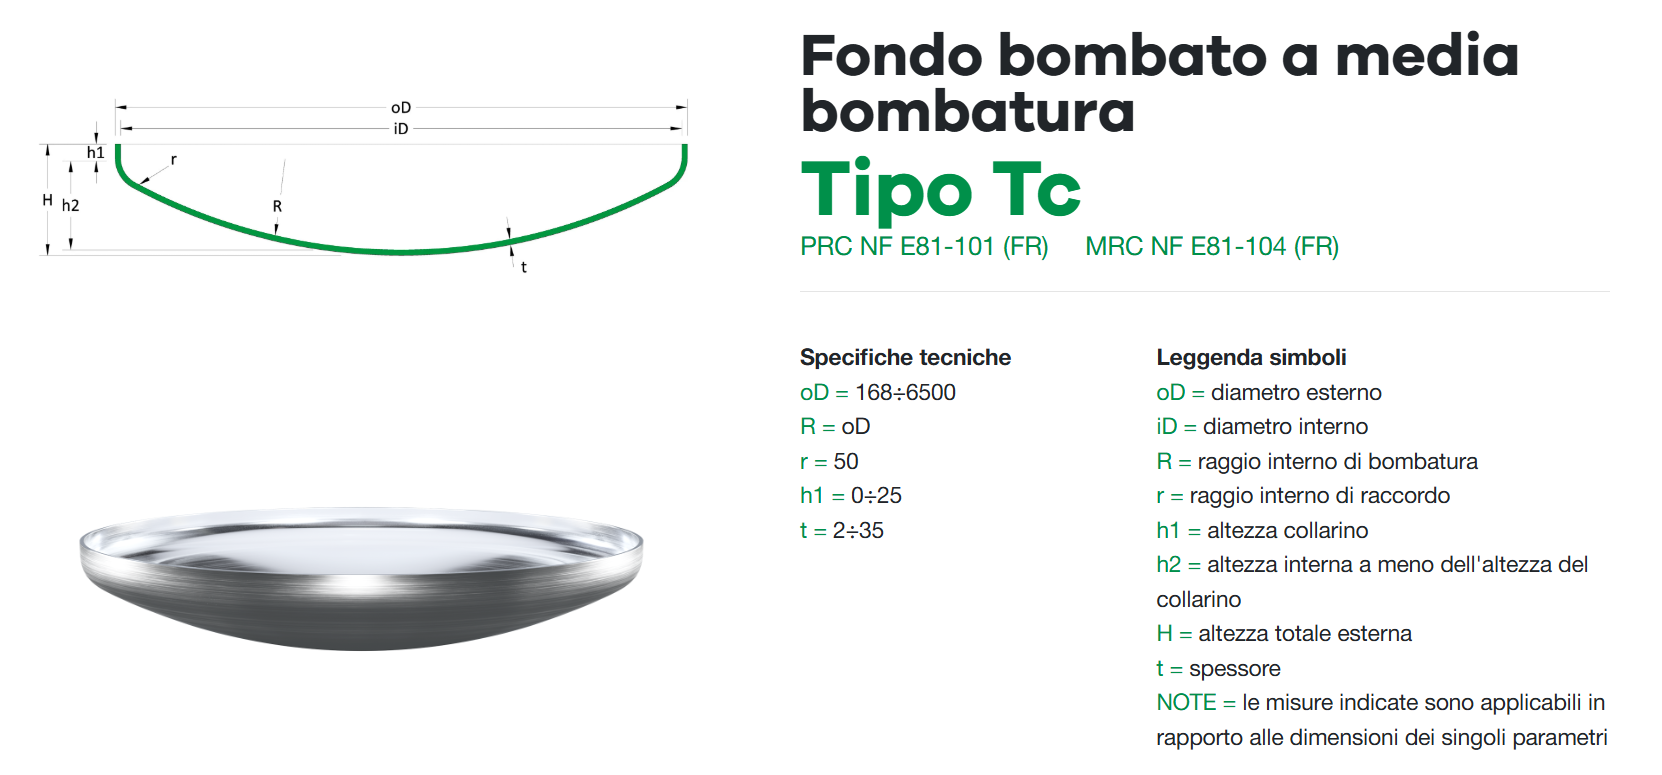 Fondo bombato a media
bombatura
Tipo Tc
PRC NF E81-101 (FR) MRC NF E81-104 (FR)
oD
iD
h1
r
H
h2
R
t
Specifiche tecniche
oD = 168÷6500
R = oD
r = 50
h1 = 0÷25
t = 2÷35
Leggenda simboli
oD = diametro esterno
iD = diametro interno
R = raggio interno di bombatura
r = raggio interno di raccordo
h1 = altezza collarino
h2 = altezza interna a meno dell'altezza del
collarino
H = altezza totale esterna
t = spessore
NOTE = le misure indicate sono applicabili in
rapporto alle dimensioni dei singoli parametri